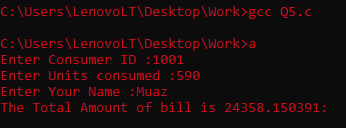 C:\Users\LenovoLT\Desktop\Work>gcc Q5.c
C:\Users\LenovoLT\Desktop\Work>a
Enter Consumer ID :1001
Enter Units consumed :590
Enter Your Name :Muaz
The Total Amount of bill is 24358.150391: